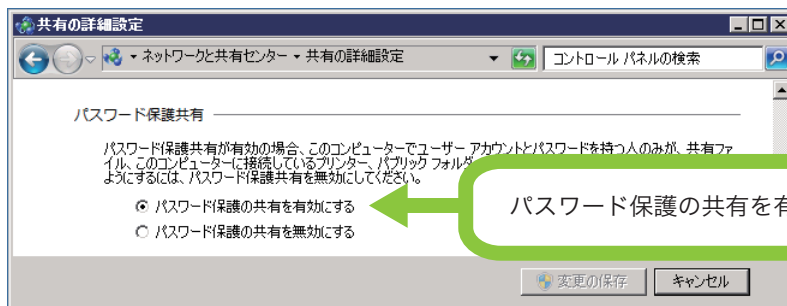 共有の詳細設定
ネットワークと共有センター 共有の詳細設定
コントロール パネルの検索
パスワード保護共有
パスワード保護共有が有効の場合、このコンピューターでユーザー アカウントとパスワードを持つ人のみが、共有ファ
イル、このコンピューターに接続しているプリンター、パブリック フォルダ
ようにするには、パスワード保護共有を無効にしてください。
パスワード保護の共有を有効にする
パスワード保護の共有を有
パスワード保護の共有を無効にする
変更の保存
キャンセル